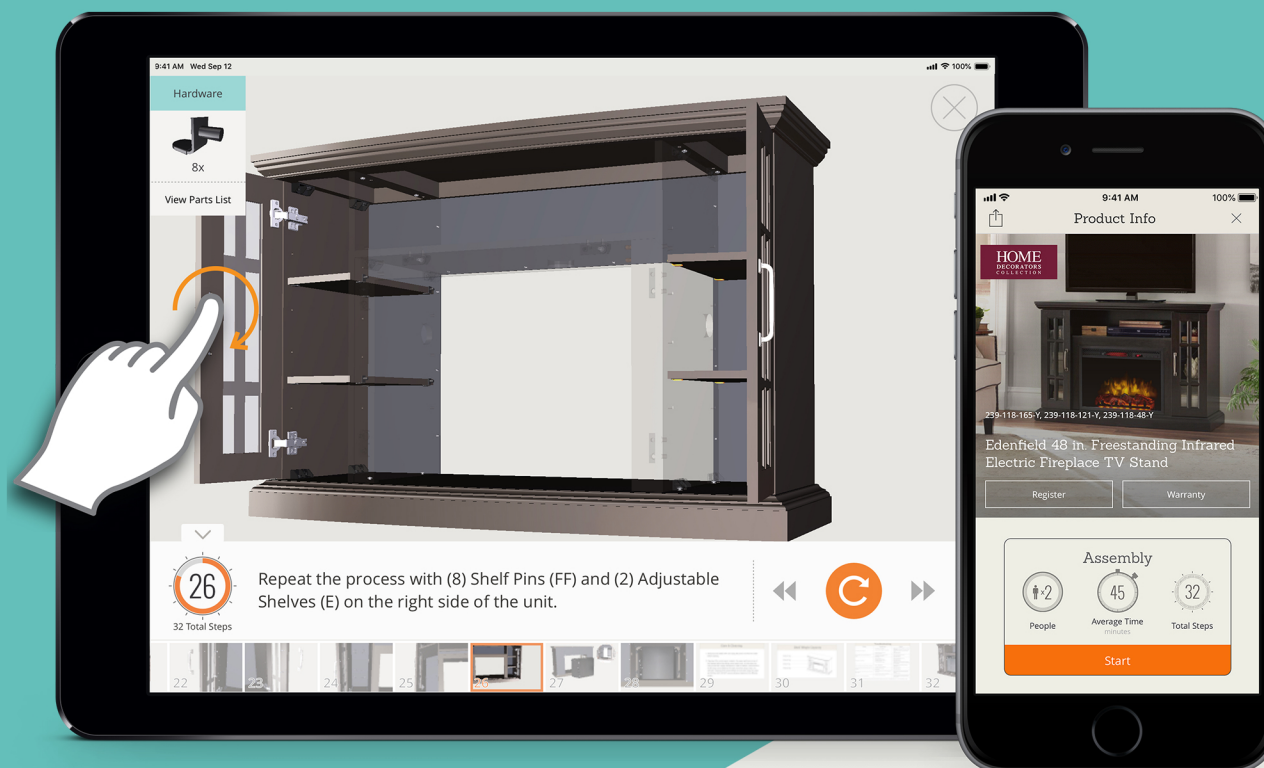 9:41 AM Wed Sep 12
100%
Hardware
8x
View Parts List
26
32 Total Steps
Repeat the process with (8) Shelf Pins (FF) and (2) Adjustable
Shelves (E) on the right side of the unit.
22
23
24
25
26
27
28
29
30
31
32
9:41 AM
100%
Product Info
HOME
DECORATORS
COLLECTION
239-118-165-Y, 239-118-121-Y, 239-118-48-Y
Edenfield 48 in. Freestanding Infrared
Electric Fireplace TV Stand
Register
Warranty
Assembly
x2
45
32
People
Average Time
minutes
Total Steps
Start